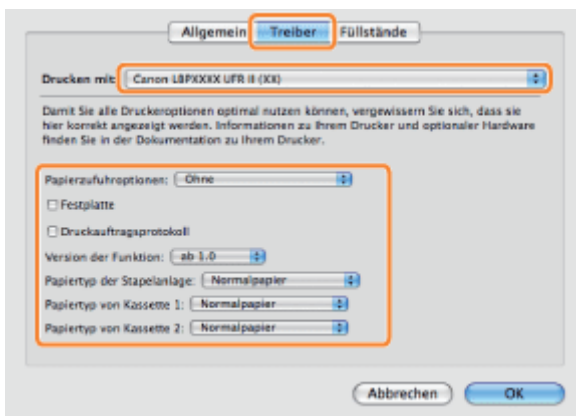 Allgemein Treiber Füllstände
Drucken mit: Canon LBPXXXX UFR II (XX)
Damit Sie alle Druckeroptionen optimal nutzen können, vergewissern Sie sich, dass sie
hier korrekt angezeigt werden. Informationen zu Ihrem Drucker und optionaler Hardware
finden Sie in der Dokumentation zu Ihrem Drucker.
Papierzufuhroptionen: Ohne
Festplatte
Druckauftragsprotokoll
Version der Funktion: ab 1.0
Papiertyp der Stapelanlage: Normalpapier
Papiertyp von Kassette 1: Normalpapier
Papiertyp von Kassette 2: Normalpapier
Abbrechen OK